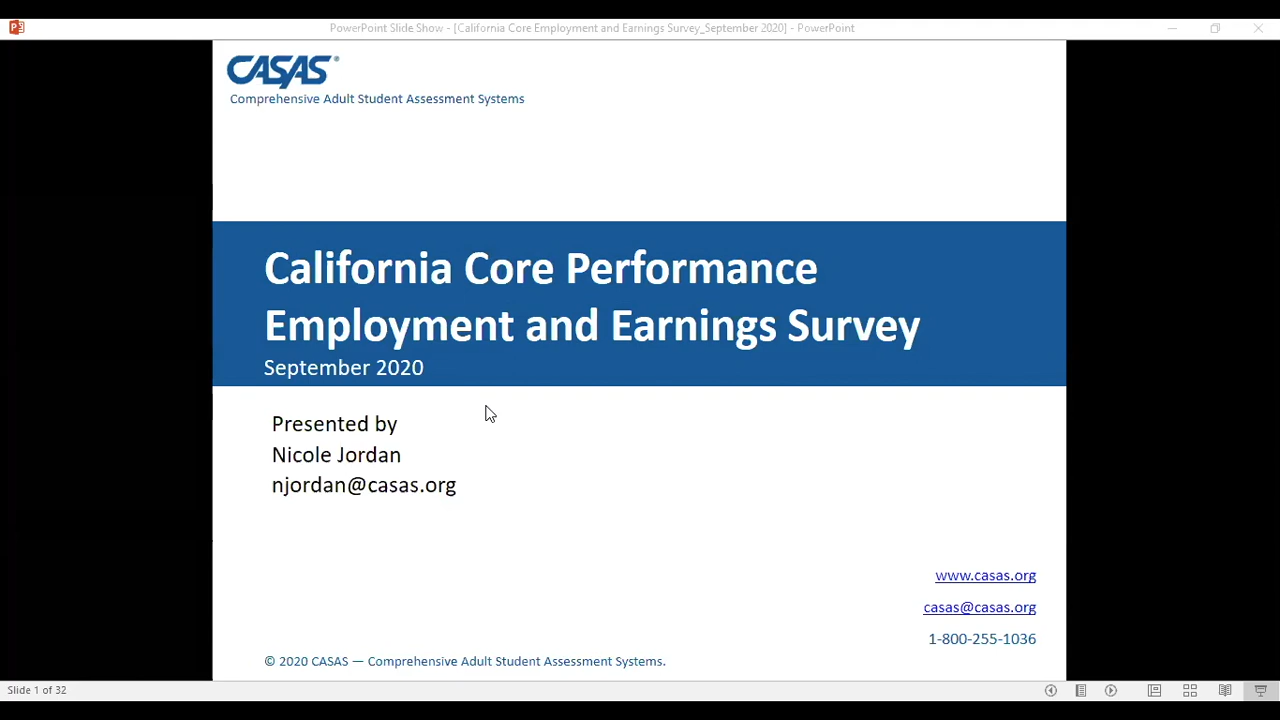 PowerPoint Slide Show - [California Core Employment and Earnings Survey_September 2020] - PowerPoint
CASAS®
Comprehensive Adult Student Assessment Systems
California Core Performance
Employment and Earnings Survey
September 2020
Presented by
Nicole Jordan
njordan@casas.org
www.casas.org
casas@casas.org
1-800-255-1036
© 2020 CASAS — Comprehensive Adult Student Assessment Systems.
Slide 1 of 32